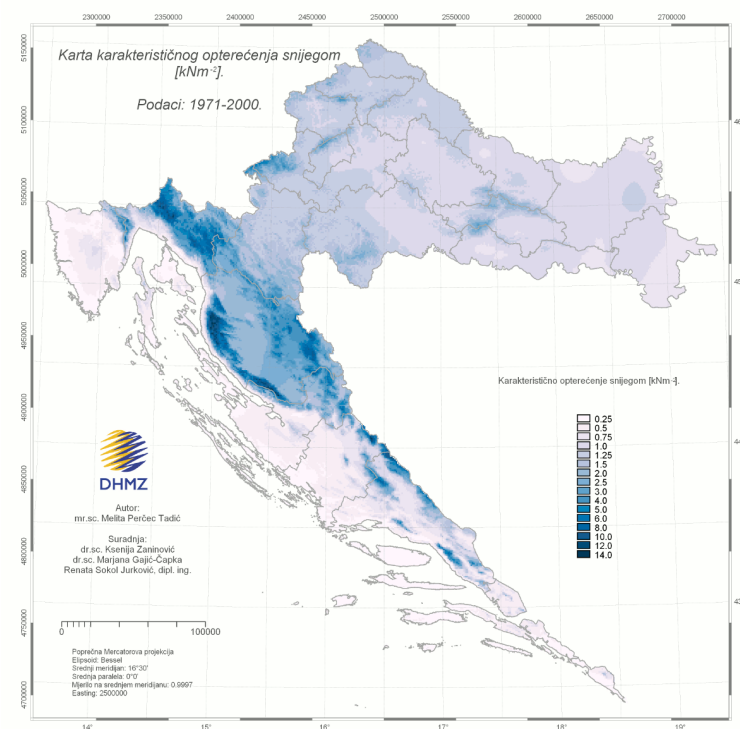 2300000 2350000 2400000 2450000 2500000 2550000 2600000 2650000 2700000
Karta karakterističnog opterećenja snijegom
[kNm⁻²].
Podaci: 1971-2000.
5150000
5100000
5050000
5000000
4950000
4900000
4850000
4800000
4750000
4700000
Karakteristično opterećenje snijegom [kNm⁻²].
0.25
0.5
0.75
1.0
1.25
1.5
2.0
2.5
3.0
4.0
5.0
6.0
8.0
10.0
12.0
14.0
DHMZ
Autor:
mr.sc. Melita Perčec Tadić
Suradnja:
dr.sc. Ksenija Zaninović
dr.sc. Marjana Gajić-Čapka
Renata Sokol Jurković, dipl. ing.
0 100000
Poprečna Mercatorova projekcija
Elipsoid: Bessel
Srednji meridijan: 16°30'
Srednja paralela: 0°0'
Mjerilo na srednjem meridijanu: 0.9997
Easting: 2500000
14° 15° 16° 17° 18° 19°